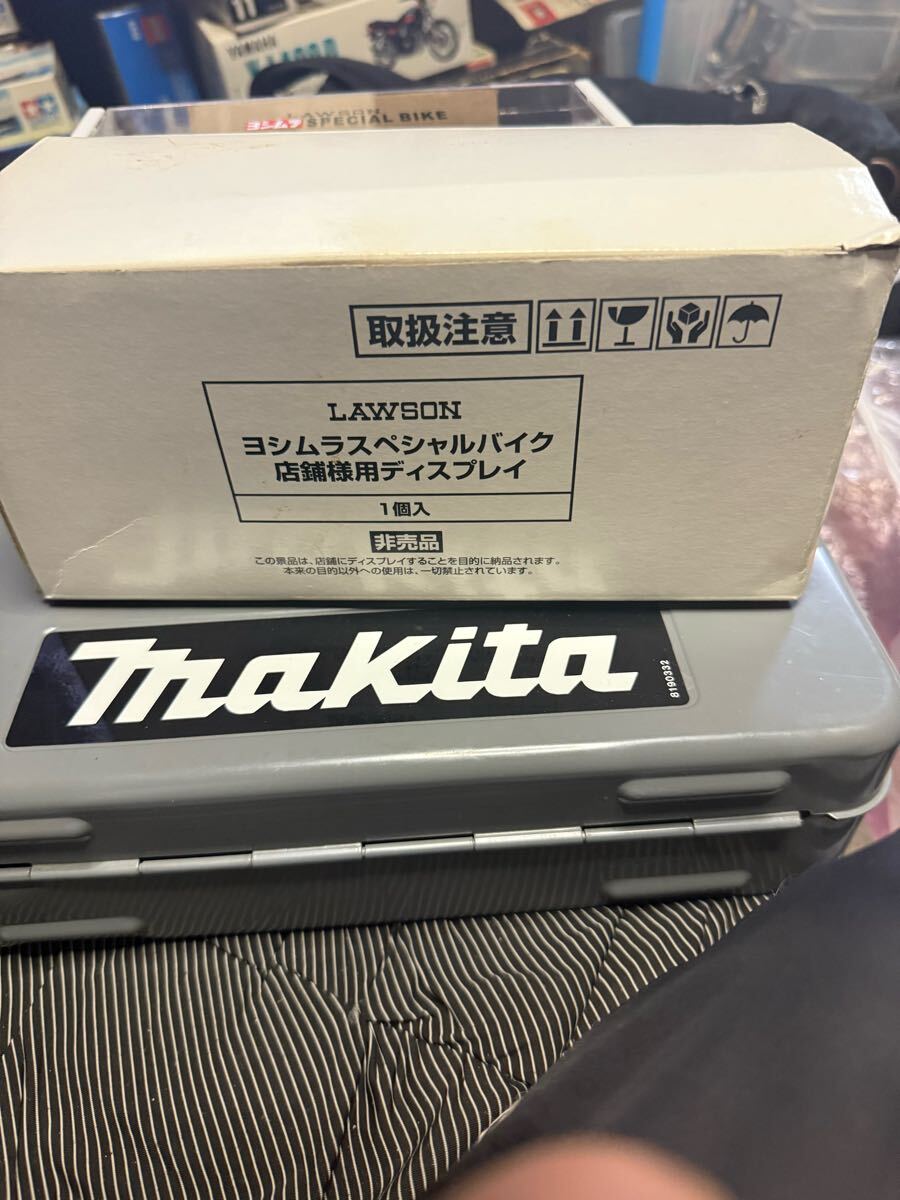 11
YAMAHA
LAWSON
ヨシムラ SPECIAL BIKE
取扱注意
LAWSON
ヨシムラスペシャルバイク
店舗様用ディスプレイ
1個入
非売品
この景品は、店舗にディスプレイすることを目的に納品されます。
本来の目的以外への使用は、一切禁止されています。
makita
8190332